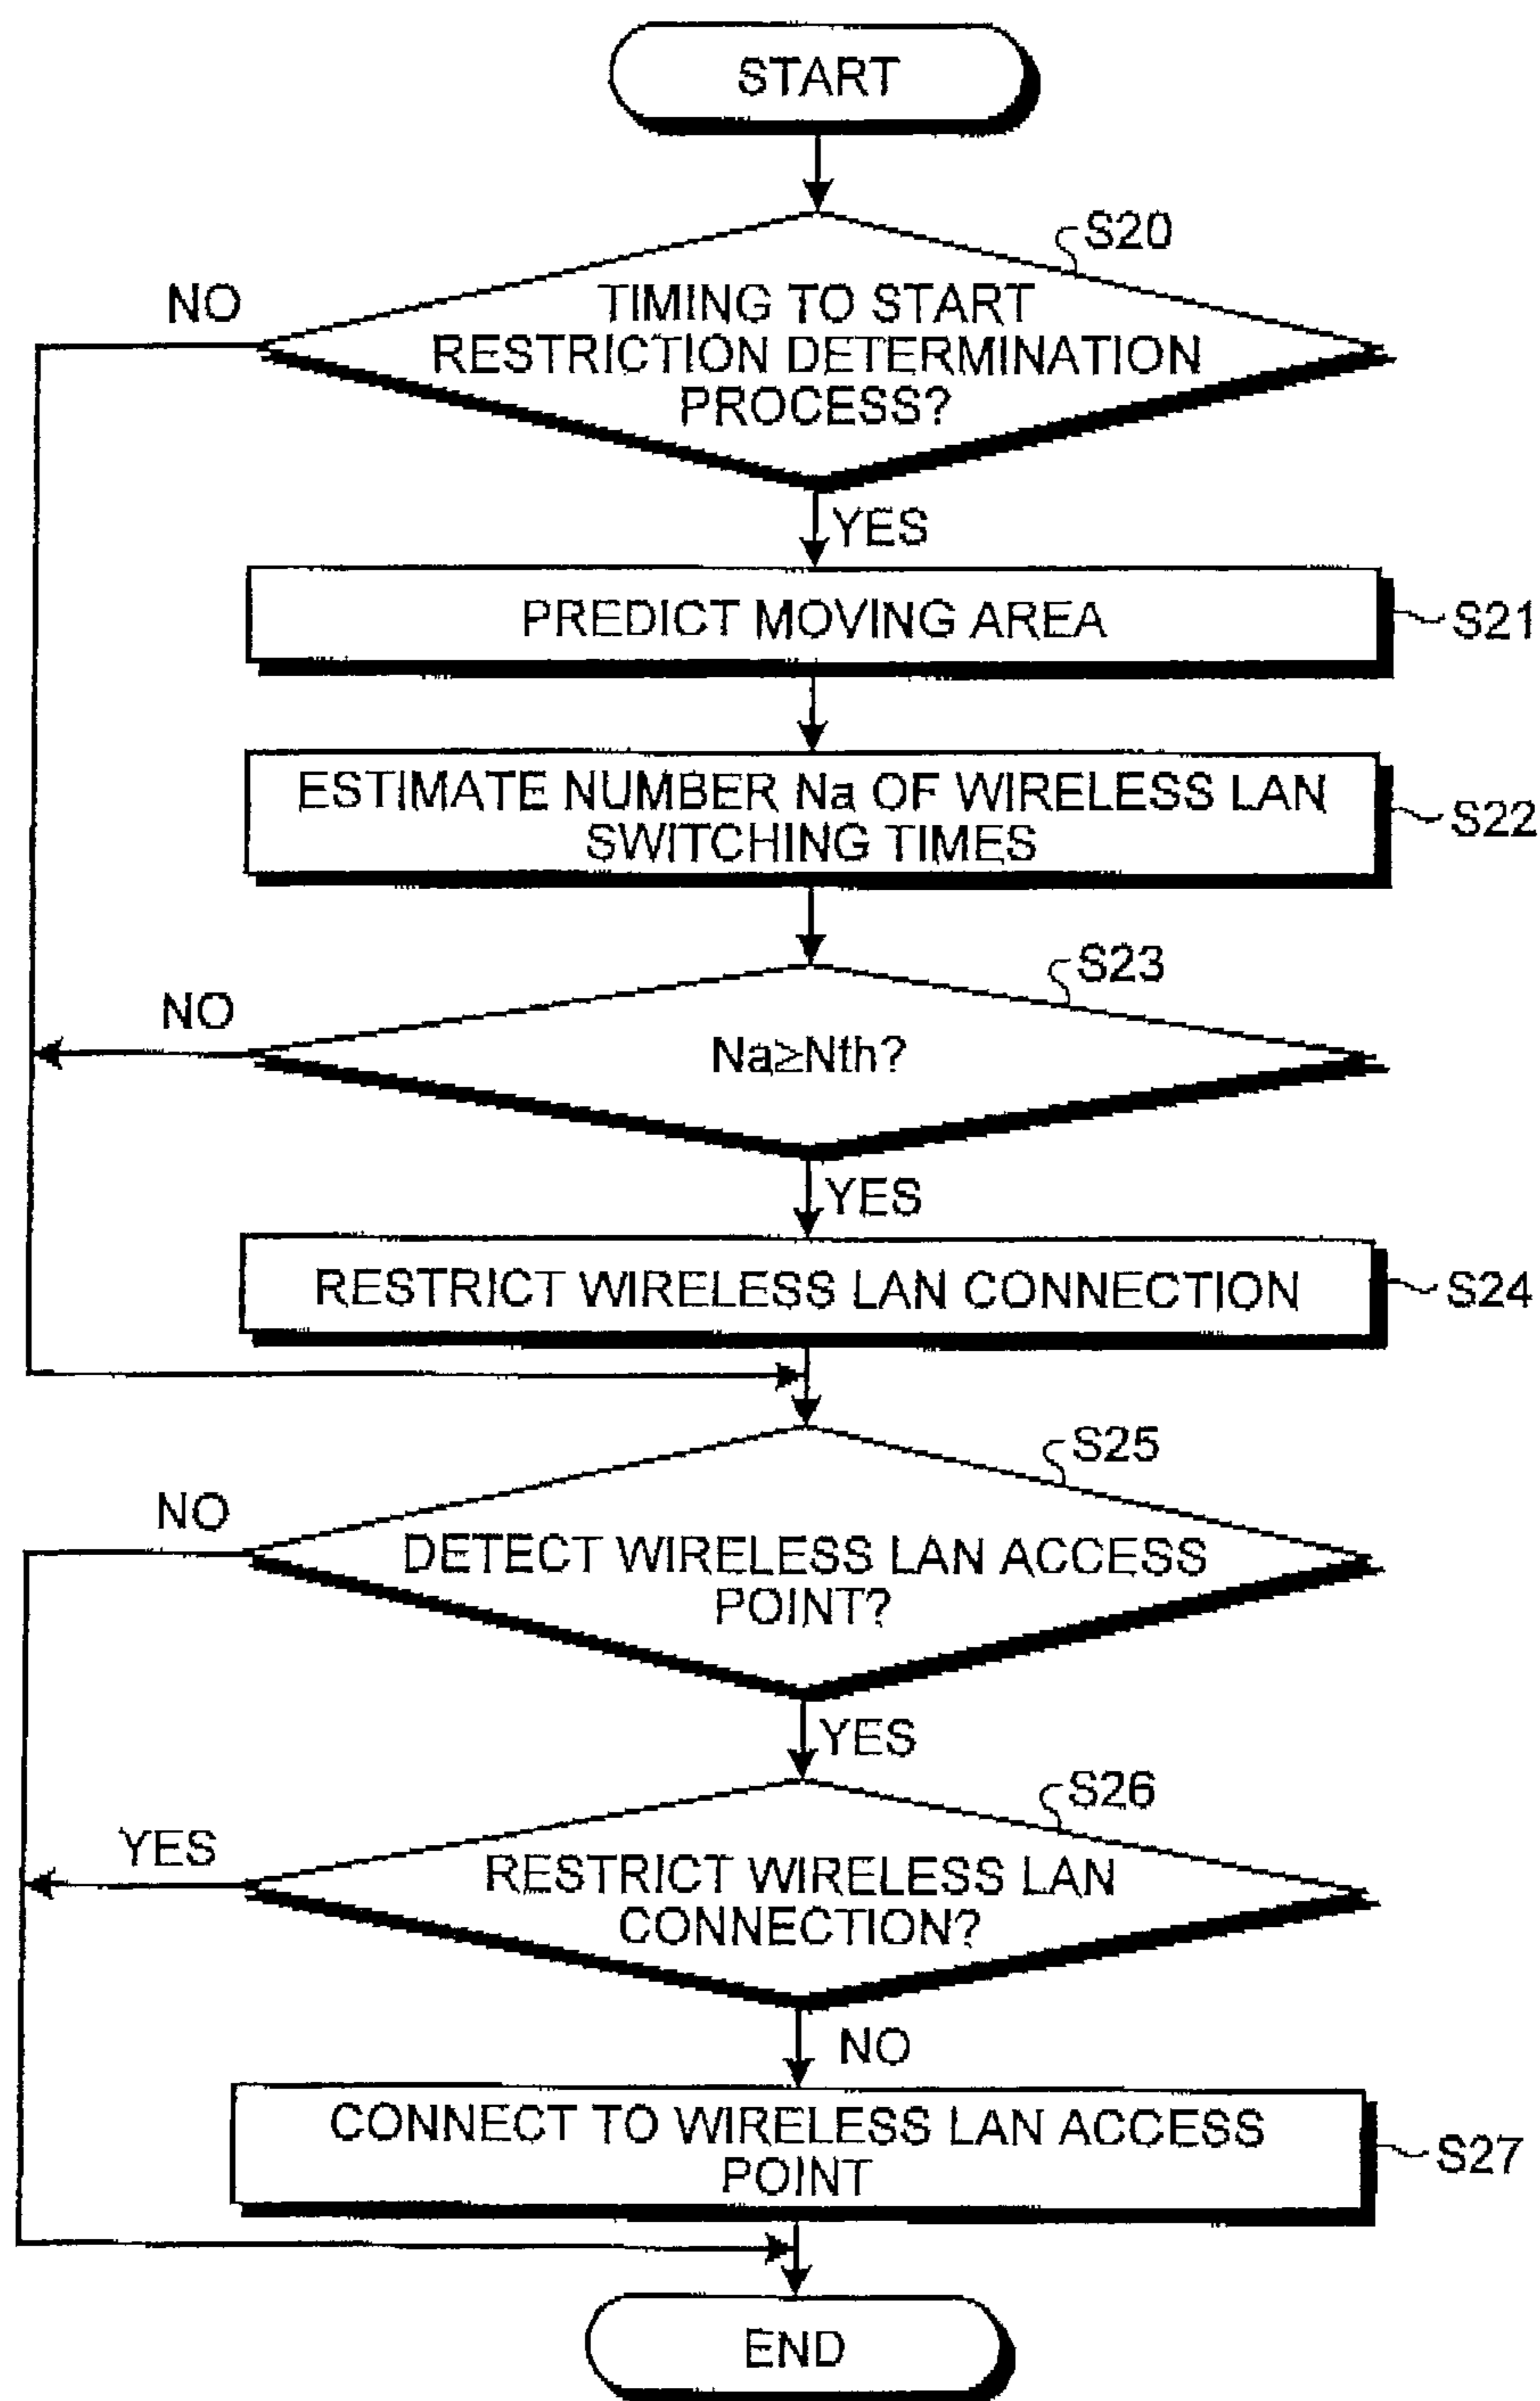 START
S20
NO
TIMING TO START
RESTRICTION DETERMINATION
PROCESS?
YES
PREDICT MOVING AREA
S21
ESTIMATE NUMBER Na OF WIRELESS LAN
SWITCHING TIMES
S22
S23
NO
Na≥Nth?
YES
RESTRICT WIRELESS LAN CONNECTION
S24
S25
NO
DETECT WIRELESS LAN ACCESS
POINT?
YES
S26
YES
RESTRICT WIRELESS LAN
CONNECTION?
NO
CONNECT TO WIRELESS LAN ACCESS
POINT
S27
END